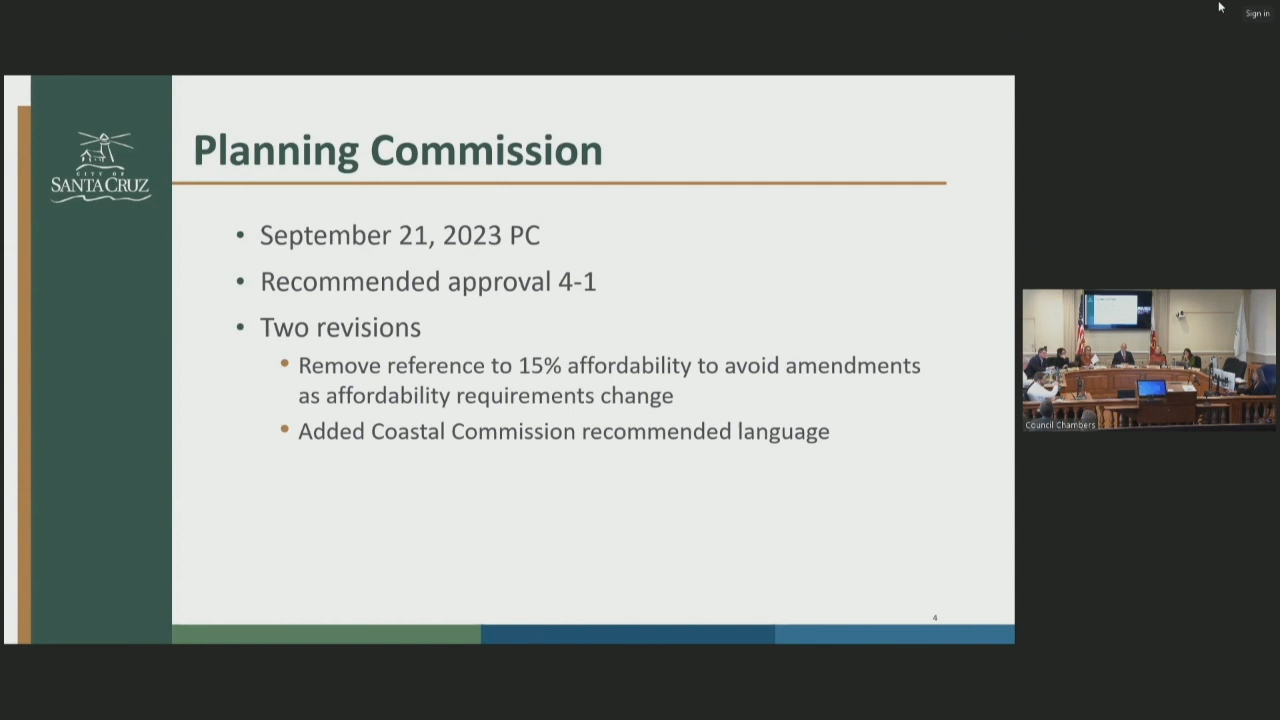 Sign in
CITY OF
SANTA CRUZ
Planning Commission
• September 21, 2023 PC
• Recommended approval 4-1
• Two revisions
• Remove reference to 15% affordability to avoid amendments
as affordability requirements change
• Added Coastal Commission recommended language
4
Council Chambers